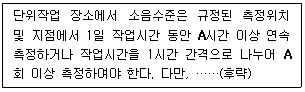 단위작업 장소에서 소음수준은 규정된 측정위치
및 지점에서 1일 작업시간 동안 A시간 이상 연속
측정하거나 작업시간을 1시간 간격으로 나누어 A
회 이상 측정하여야 한다. 다만, ……(후략)